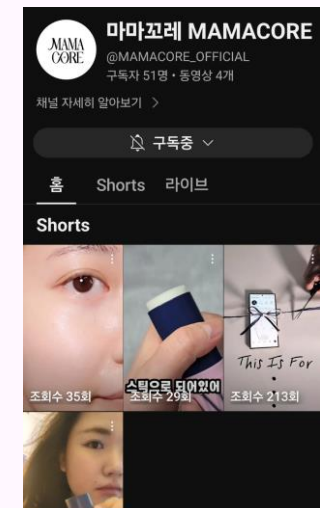 MAMA
CORE
마마꼬레 MAMACORE
@MAMACORE_OFFICIAL
구독자 51명 • 동영상 4개
채널 자세히 알아보기 >
구독중
홈 Shorts 라이브
Shorts
조회수 35회
스틱으로 되어있어
조회수 29회
This Is For
조회수 213회